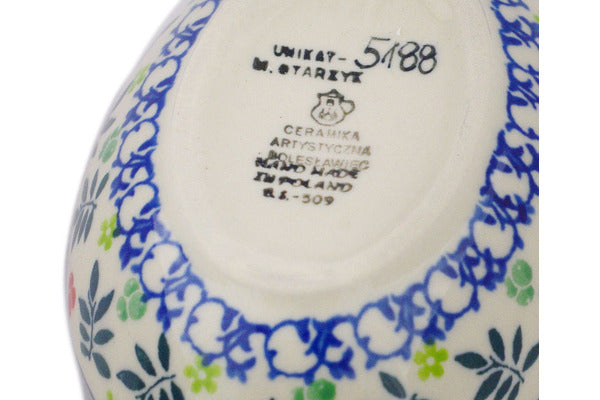 UNIKAT- 5188
M. STARZYK
CERAMIKA
ARTYSTYCZNA
BOLESŁAWIEC
HAND MADE
IN POLAND